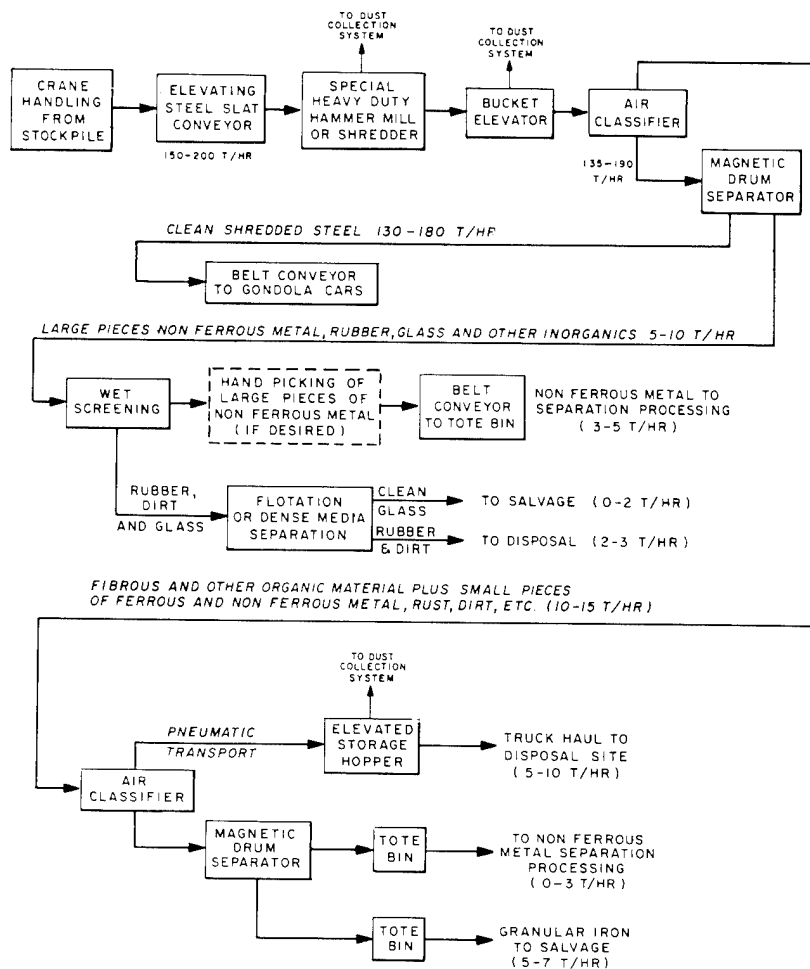 TO DUST
COLLECTION
SYSTEM
TO DUST
COLLECTION
SYSTEM
CRANE
HANDLING
FROM
STOCKPILE
ELEVATING
STEEL SLAT
CONVEYOR
150-200 T/HR
SPECIAL
HEAVY DUTY
HAMMER MILL
OR SHREDDER
BUCKET
ELEVATOR
AIR
CLASSIFIER
135-190
T/HR
MAGNETIC
DRUM
SEPARATOR
CLEAN SHREDDED STEEL 130-180 T/HR
BELT CONVEYOR
TO GONDOLA CARS
LARGE PIECES NON FERROUS METAL, RUBBER, GLASS AND OTHER INORGANICS 5-10 T/HR
WET
SCREENING
HAND PICKING OF
LARGE PIECES OF
NON FERROUS METAL
(IF DESIRED)
BELT
CONVEYOR
TO TOTE BIN
NON FERROUS METAL TO
SEPARATION PROCESSING
(3-5 T/HR)
RUBBER,
DIRT
AND GLASS
FLOTATION
OR DENSE MEDIA
SEPARATION
CLEAN
GLASS
TO SALVAGE (0-2 T/HR)
RUBBER
& DIRT
TO DISPOSAL (2-3 T/HR)
FIBROUS AND OTHER ORGANIC MATERIAL PLUS SMALL PIECES
OF FERROUS AND NON FERROUS METAL, RUST, DIRT, ETC. (10-15 T/HR)
TO DUST
COLLECTION
SYSTEM
PNEUMATIC
TRANSPORT
ELEVATED
STORAGE
HOPPER
TRUCK HAUL TO
DISPOSAL SITE
(5-10 T/HR)
AIR
CLASSIFIER
MAGNETIC
DRUM
SEPARATOR
TOTE
BIN
TO NON FERROUS
METAL SEPARATION
PROCESSING
(0-3 T/HR)
TOTE
BIN
GRANULAR IRON
TO SALVAGE
(5-7 T/HR)